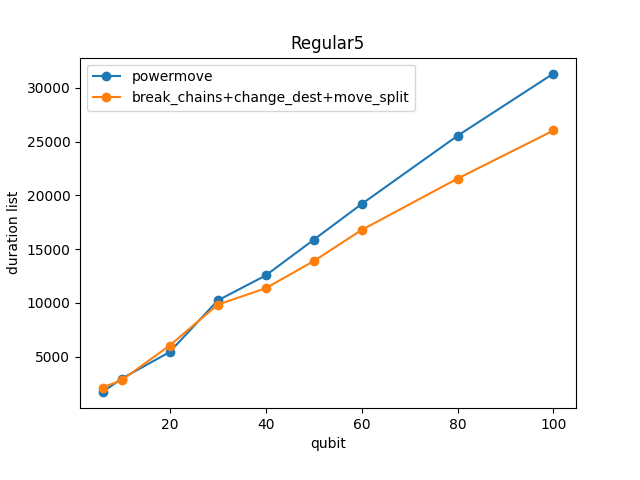 Regular5
powermove
break_chains+change_dest+move_split
30000
25000
20000
15000
10000
5000
duration list
20 40 60 80 100
qubit